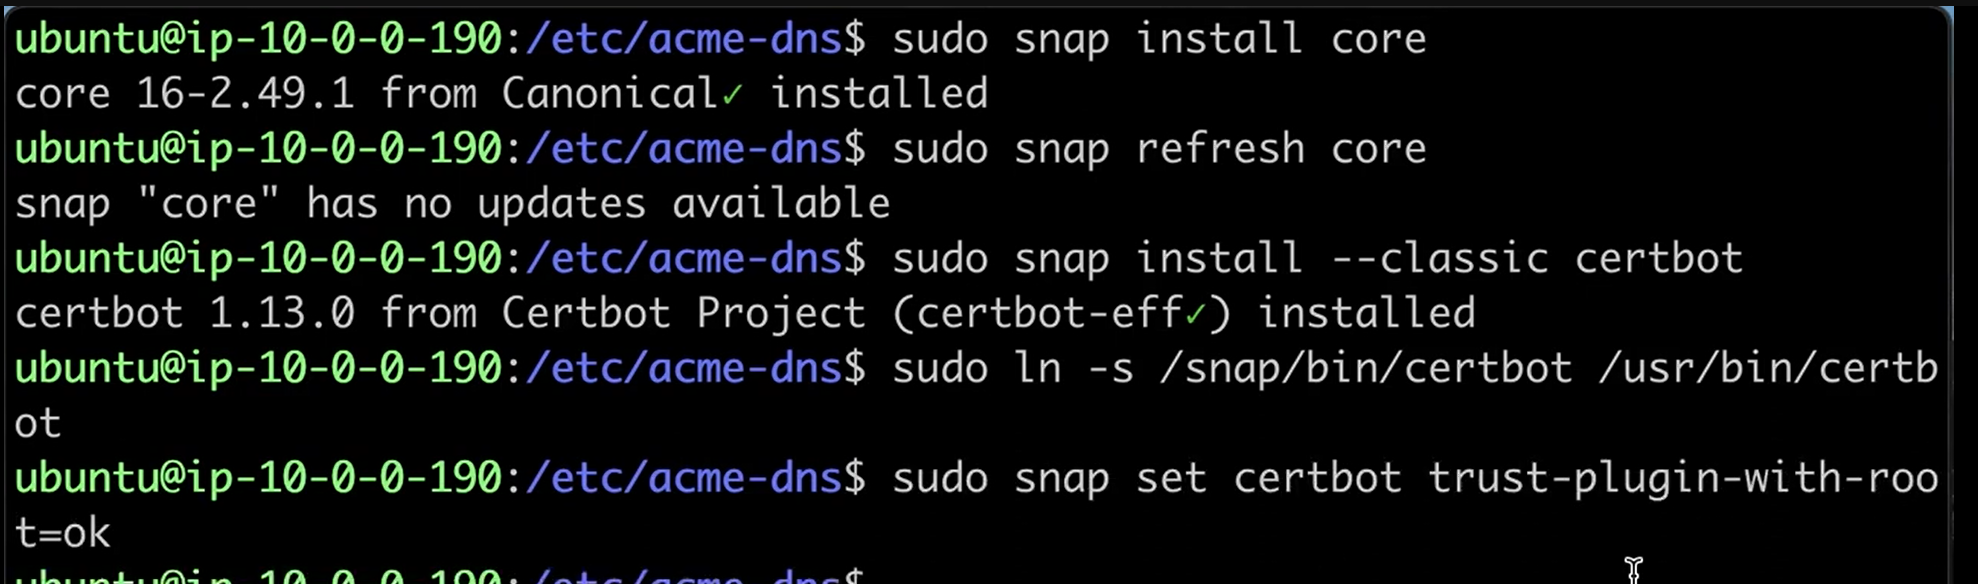 ubuntu@ip-10-0-0-190:/etc/acme-dns$ sudo snap install core
core 16-2.49.1 from Canonical✓ installed
ubuntu@ip-10-0-0-190:/etc/acme-dns$ sudo snap refresh core
snap "core" has no updates available
ubuntu@ip-10-0-0-190:/etc/acme-dns$ sudo snap install --classic certbot
certbot 1.13.0 from Certbot Project (certbot-eff✓) installed
ubuntu@ip-10-0-0-190:/etc/acme-dns$ sudo ln -s /snap/bin/certbot /usr/bin/certb
ot
ubuntu@ip-10-0-0-190:/etc/acme-dns$ sudo snap set certbot trust-plugin-with-roo
t=ok
ubuntu@ip-10-0-0-190:/etc/acme-dns$